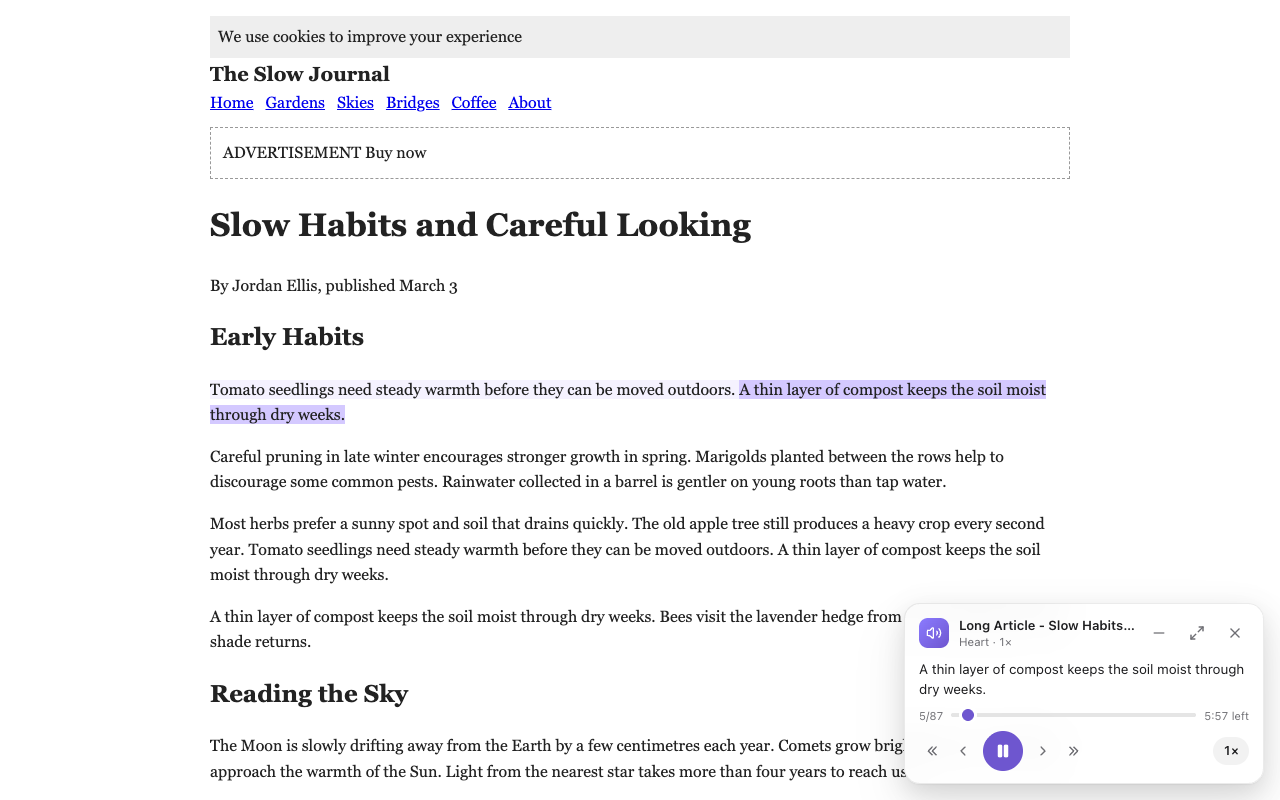 We use cookies to improve your experience
The Slow Journal
Home Gardens Skies Bridges Coffee About
ADVERTISEMENT Buy now
Slow Habits and Careful Looking
By Jordan Ellis, published March 3
Early Habits
Tomato seedlings need steady warmth before they can be moved outdoors. A thin layer of compost keeps the soil moist
through dry weeks.
Careful pruning in late winter encourages stronger growth in spring. Marigolds planted between the rows help to
discourage some common pests. Rainwater collected in a barrel is gentler on young roots than tap water.
Most herbs prefer a sunny spot and soil that drains quickly. The old apple tree still produces a heavy crop every second
year. Tomato seedlings need steady warmth before they can be moved outdoors. A thin layer of compost keeps the soil
moist through dry weeks.
A thin layer of compost keeps the soil moist through dry weeks. Bees visit the lavender hedge from
shade returns.
Reading the Sky
The Moon is slowly drifting away from the Earth by a few centimetres each year. Comets grow
approach the warmth of the Sun. Light from the nearest star takes more than four years to reach
Long Article - Slow Habits...
Heart · 1×
A thin layer of compost keeps the soil moist through
dry weeks.
5/87
5:57 left
1×